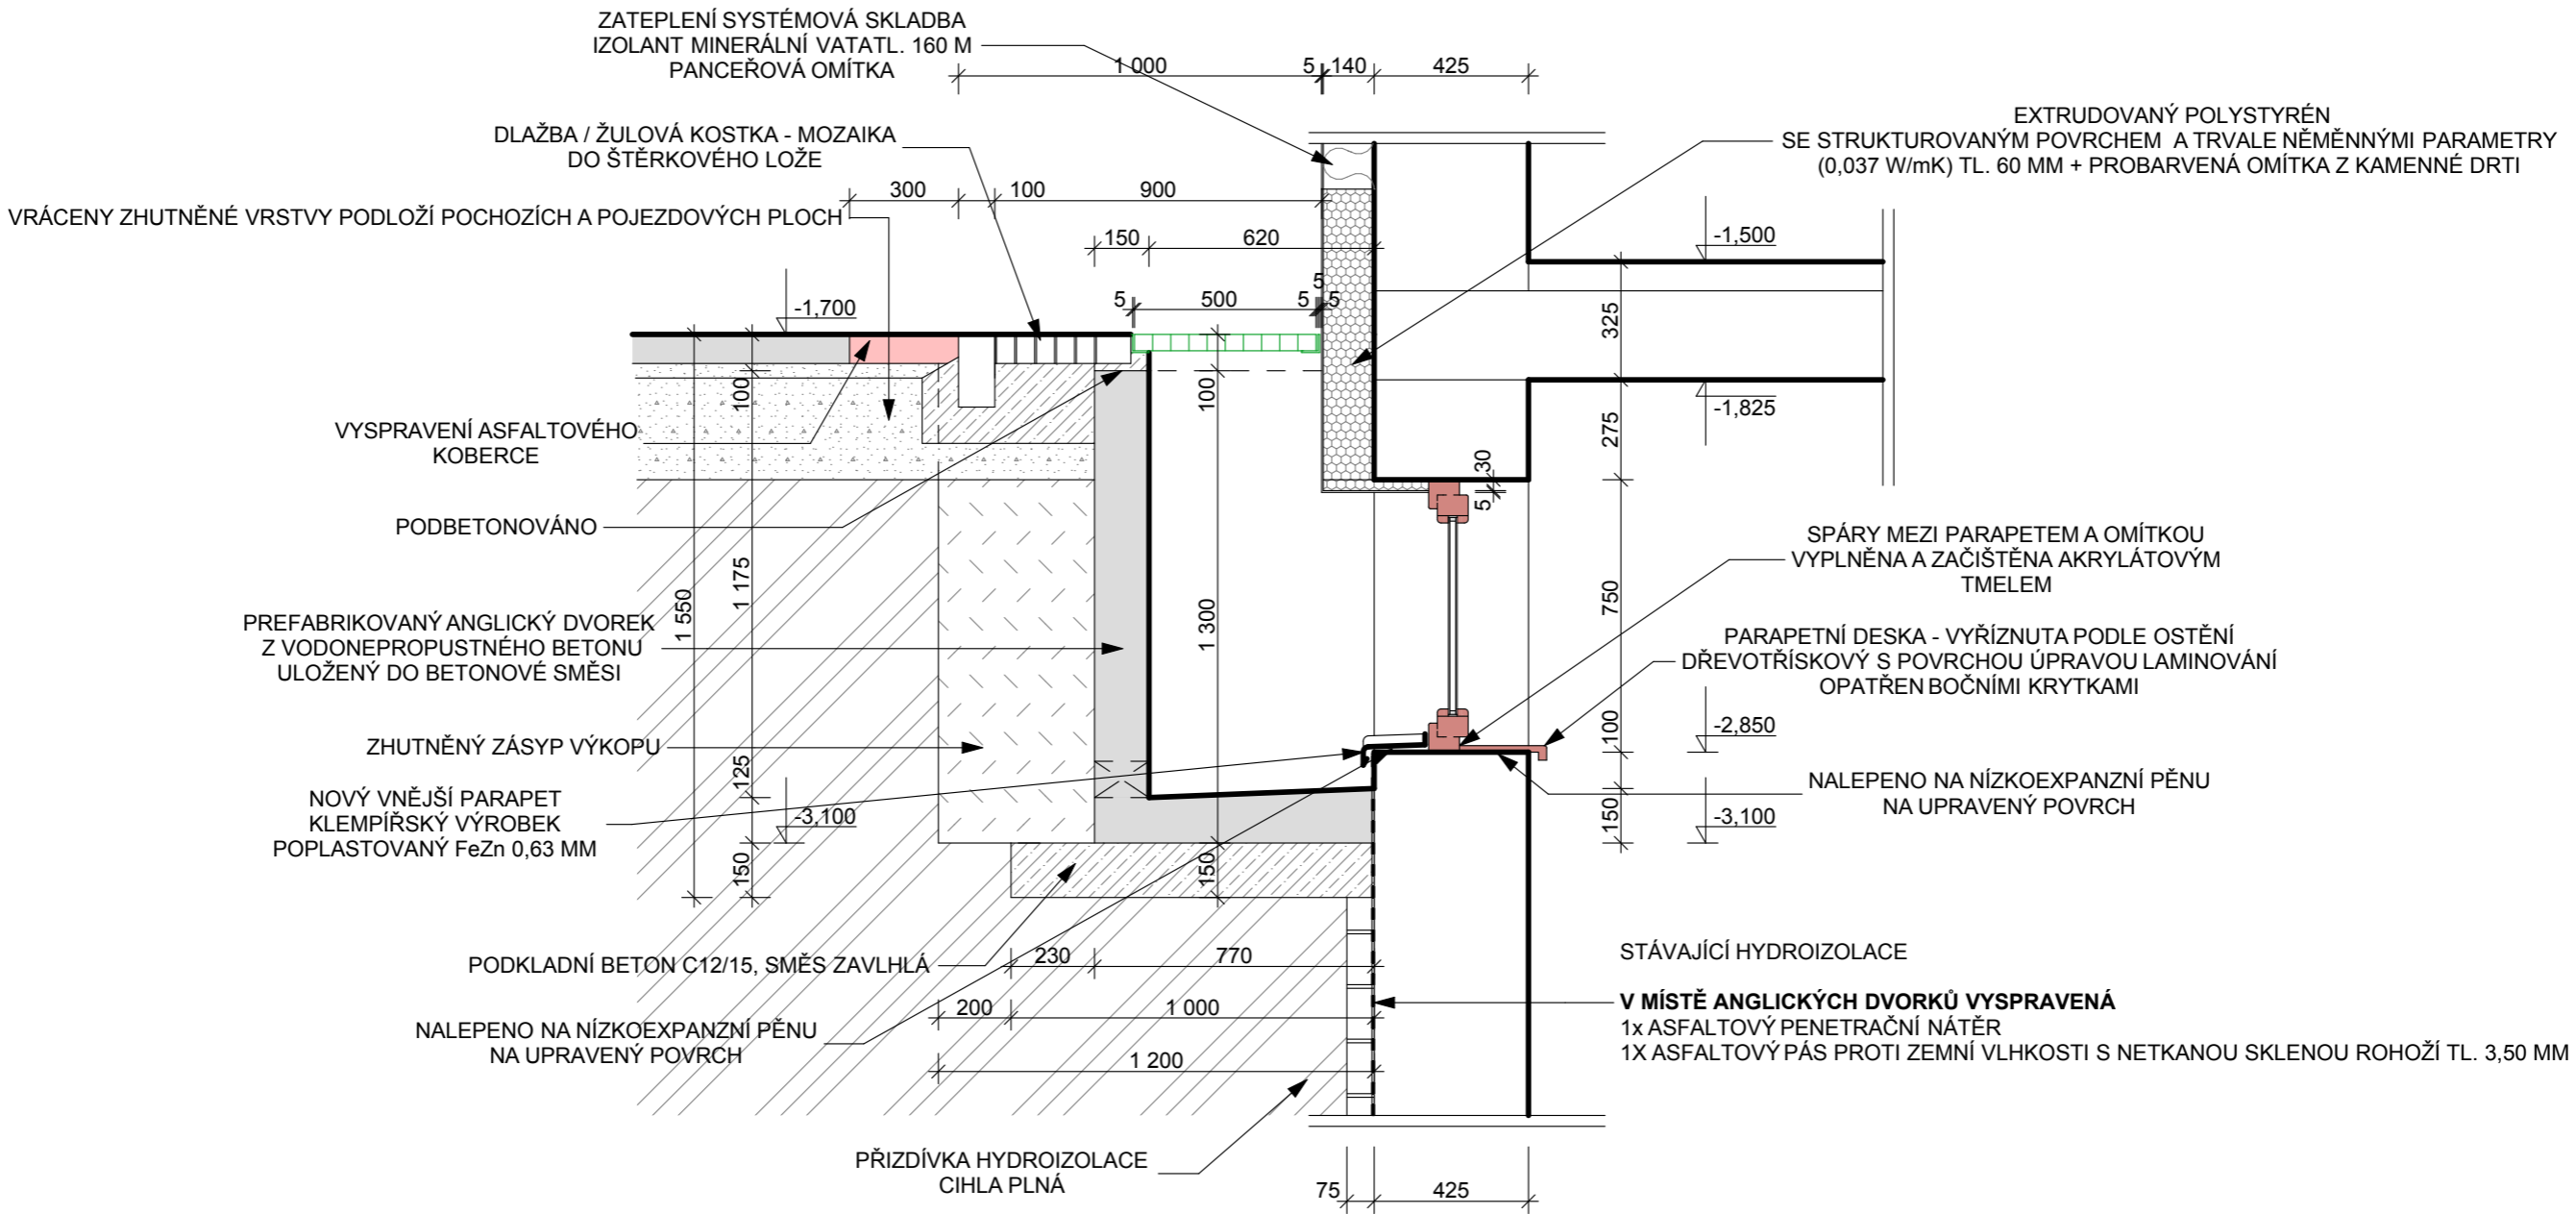 ZATEPLENÍ SYSTÉMOVÁ SKLADBA
IZOLANT MINERÁLNÍ VATATL. 160 M
PANCEŘOVÁ OMÍTKA
1 000
5
140
425
EXTRUDOVANÝ POLYSTYRÉN
SE STRUKTUROVANÝM POVRCHEM A TRVALE NĚMĚNNÝMI PARAMETRY
(0,037 W/mK) TL. 60 MM + PROBARVENÁ OMÍTKA Z KAMENNÉ DRTI
DLAŽBA / ŽULOVÁ KOSTKA - MOZAIKA
DO ŠTĚRKOVÉHO LOŽE
300
100
900
VRÁCENY ZHUTNĚNÉ VRSTVY PODLOŽÍ POCHOZÍCH A POJEZDOVÝCH PLOCH
150
620
-1,500
5
5
500
5
5
-1,700
325
100
100
-1,825
275
VYSPRAVENÍ ASFALTOVÉHO
KOBERCE
30
5
PODBETONOVÁNO
SPÁRY MEZI PARAPETEM A OMÍTKOU
VYPLNĚNA A ZAČIŠTĚNA AKRYLÁTOVÝM
TMELEM
1 175
1 550
1 300
750
PREFABRIKOVANÝ ANGLICKÝ DVOREK
Z VODONEPROPUSTNÉHO BETONU
ULOŽENÝ DO BETONOVÉ SMĚSI
PARAPETNÍ DESKA - VYŘÍZNUTA PODLE OSTĚNÍ
DŘEVOTŘÍSKOVÝ S POVRCHOU ÚPRAVOU LAMINOVÁNÍ
OPATŘEN BOČNÍMI KRYTKAMI
ZHUTNĚNÝ ZÁSYP VÝKOPU
100
-2,850
125
NOVÝ VNĚJŠÍ PARAPET
KLEMPÍŘSKÝ VÝROBEK
POPLASTOVANÝ FeZn 0,63 MM
NALEPENO NA NÍZKOEXPANZNÍ PĚNU
NA UPRAVENÝ POVRCH
-3,100
150
-3,100
150
150
PODKLADNÍ BETON C12/15, SMĚS ZAVLHLÁ
230
770
STÁVAJÍCÍ HYDROIZOLACE
V MÍSTĚ ANGLICKÝCH DVORKŮ VYSPRAVENÁ
1x ASFALTOVÝ PENETRAČNÍ NÁTĚR
1X ASFALTOVÝ PÁS PROTI ZEMNÍ VLHKOSTI S NETKANOU SKLENOU ROHOŽÍ TL. 3,50 MM
200
1 000
NALEPENO NA NÍZKOEXPANZNÍ PĚNU
NA UPRAVENÝ POVRCH
1 200
PŘIZDÍVKA HYDROIZOLACE
CIHLA PLNÁ
75
425